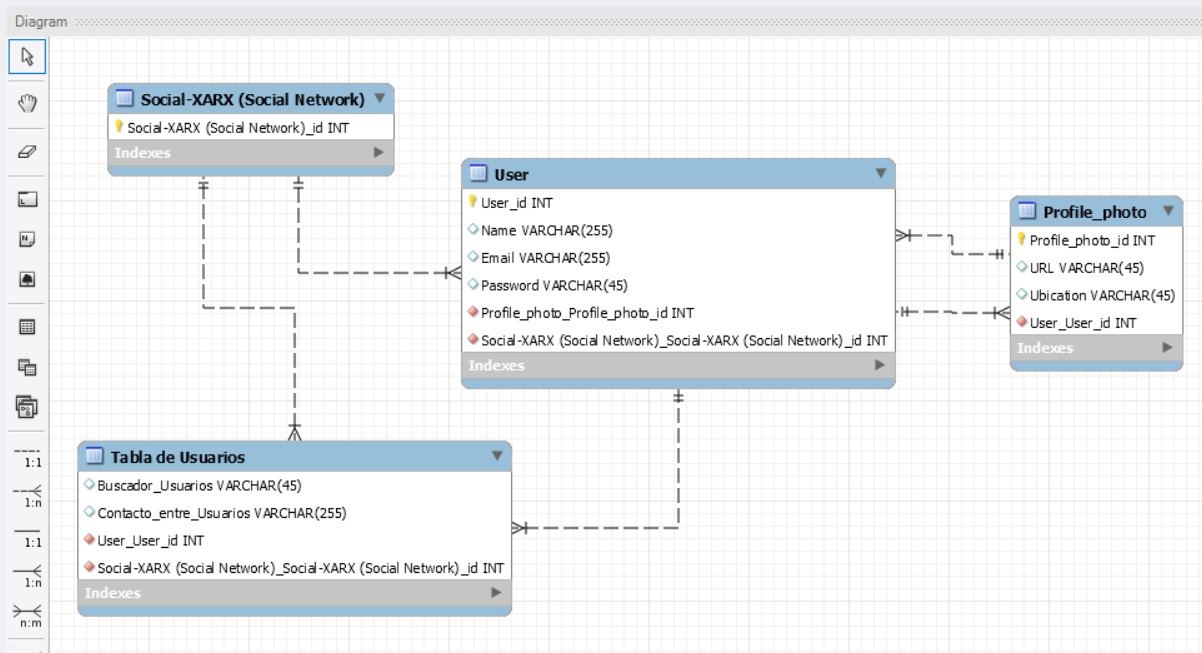 Diagram
Social-XARX (Social Network)
Social-XARX (Social Network)_id INT
Indexes
User
User_id INT
Name VARCHAR(255)
Email VARCHAR(255)
Password VARCHAR(45)
Profile_photo_Profile_photo_id INT
Social-XARX (Social Network)_Social-XARX (Social Network)_id INT
Indexes
Profile_photo
Profile_photo_id INT
URL VARCHAR(45)
Ubication VARCHAR(45)
User_User_id INT
Indexes
Tabla de Usuarios
Buscador_Usuarios VARCHAR(45)
Contacto_entre_Usuarios VARCHAR(255)
User_User_id INT
Social-XARX (Social Network)_Social-XARX (Social Network)_id INT
Indexes
1:1
1:n
1:1
1:n
n:m